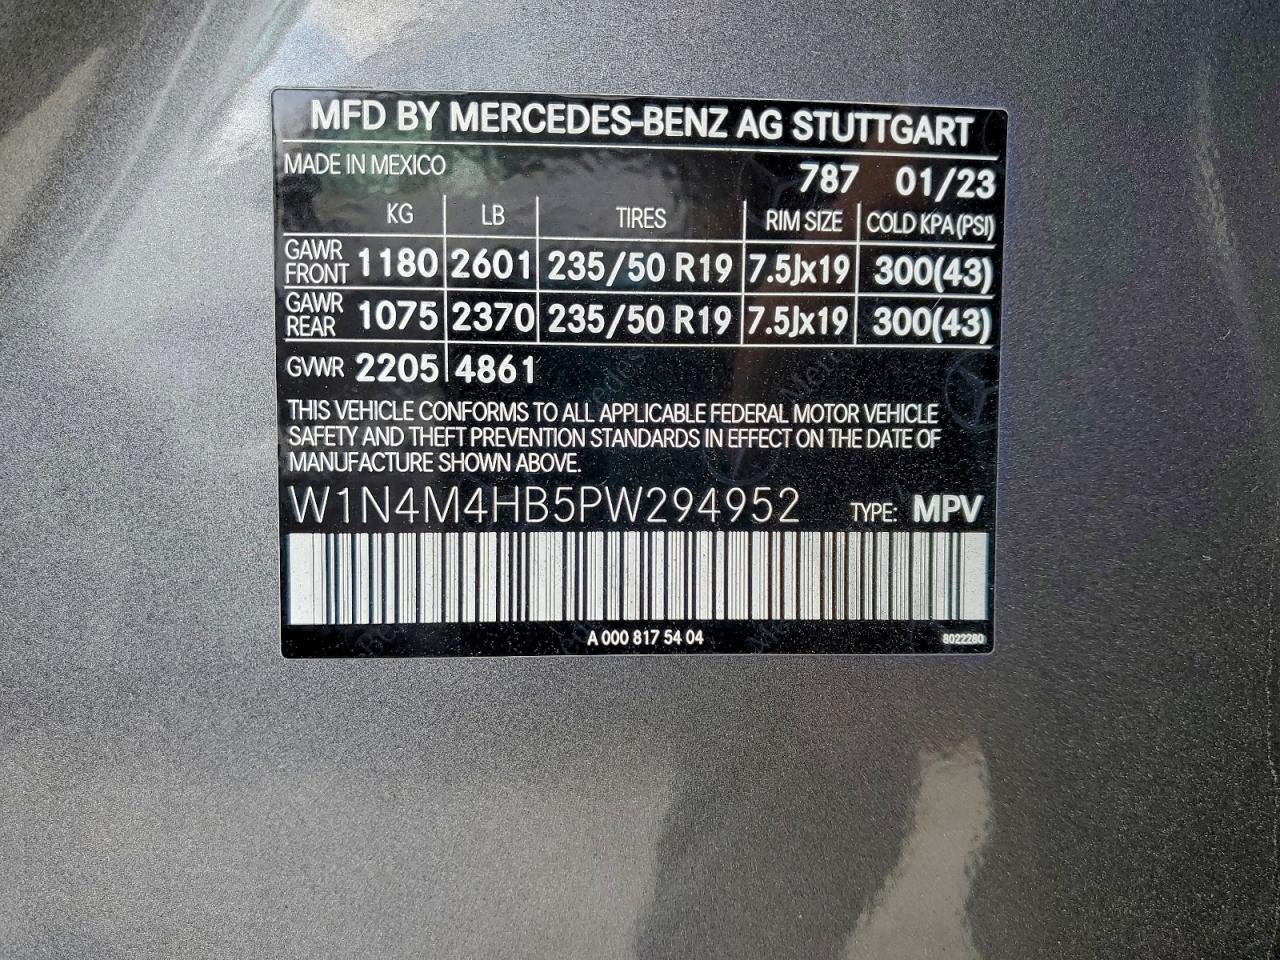 MFD BY MERCEDES-BENZ AG STUTTGART
MADE IN MEXICO 787 01/23
KG LB TIRES RIM SIZE COLD KPA (PSI)
GAWR FRONT 1180 2601 235/50 R19 7.5Jx19 300(43)
GAWR REAR 1075 2370 235/50 R19 7.5Jx19 300(43)
GVWR 2205 4861
THIS VEHICLE CONFORMS TO ALL APPLICABLE FEDERAL MOTOR VEHICLE
SAFETY AND THEFT PREVENTION STANDARDS IN EFFECT ON THE DATE OF
MANUFACTURE SHOWN ABOVE.
W1N4M4HB5PW294952 TYPE: MPV
A 000 817 54 04 8022280